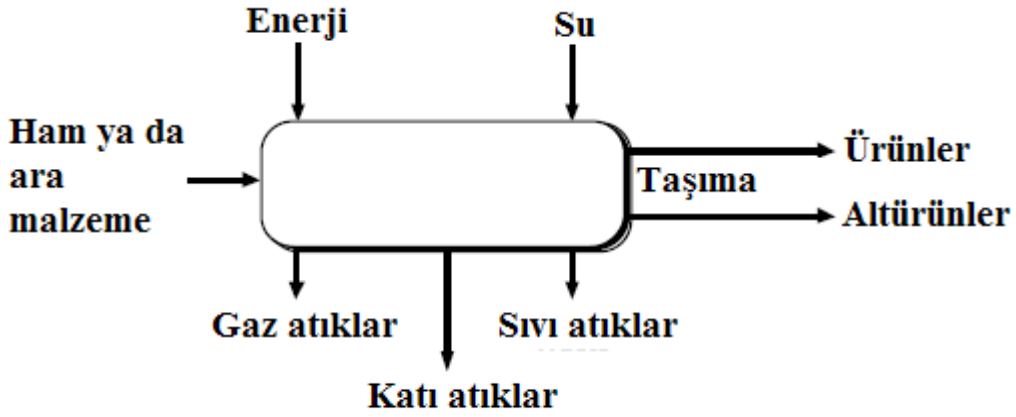 Enerji
Su
Ham ya da
ara
malzeme
Taşıma
Ürünler
Altürünler
Gaz atıklar
Sıvı atıklar
Katı atıklar